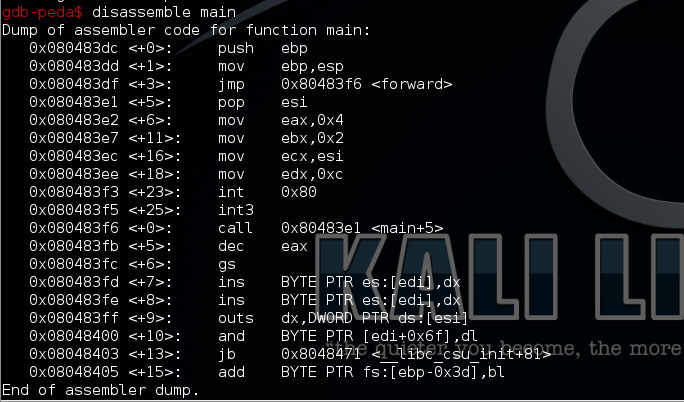 gdb-peda$ disassemble main
Dump of assembler code for function main:
   0x080483dc <+0>:     push   ebp
   0x080483dd <+1>:     mov    ebp,esp
   0x080483df <+3>:     jmp    0x80483f6 <forward>
   0x080483e1 <+5>:     pop    esi
   0x080483e2 <+6>:     mov    eax,0x4
   0x080483e7 <+11>:    mov    ebx,0x2
   0x080483ec <+16>:    mov    ecx,esi
   0x080483ee <+18>:    mov    edx,0xc
   0x080483f3 <+23>:    int    0x80
   0x080483f5 <+25>:    int3
   0x080483f6 <+0>:     call   0x80483e1 <main+5>
   0x080483fb <+5>:     dec    eax
   0x080483fc <+6>:     gs
   0x080483fd <+7>:     ins    BYTE PTR es:[edi],dx
   0x080483fe <+8>:     ins    BYTE PTR es:[edi],dx
   0x080483ff <+9>:     outs   dx,DWORD PTR ds:[esi]
   0x08048400 <+10>:    and    BYTE PTR [edi+0x6f],dl
   0x08048403 <+13>:    jb     0x8048471 <__libc_csu_init+81>
   0x08048405 <+15>:    add    BYTE PTR fs:[ebp-0x3d],bl
End of assembler dump.
KALI LI
"the quieter you become, the more